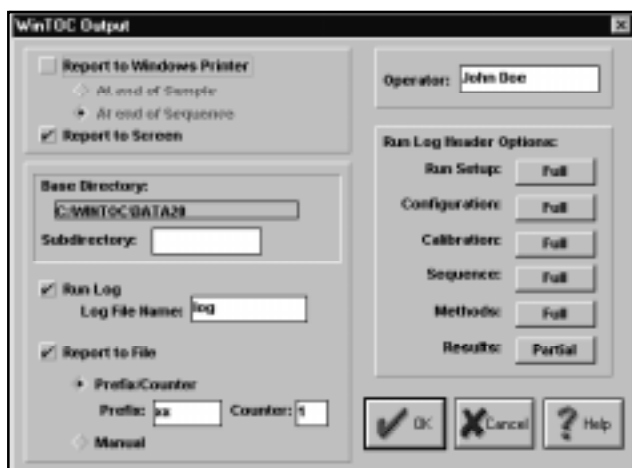 WinTOC Output
Report to Windows Printer
At end of Sample
At end of Sequence
Report to Screen
Base Directory:
C:\WINTOC\DATA20
Subdirectory:
Run Log
Log File Name: log
Report to File
Prefix/Counter
Prefix: xx Counter: 1
Manual
Operator: John Doe
Run Log Header Options:
Run Setup: Full
Configuration: Full
Calibration: Full
Sequence: Full
Methods: Full
Results: Partial
OK Cancel Help